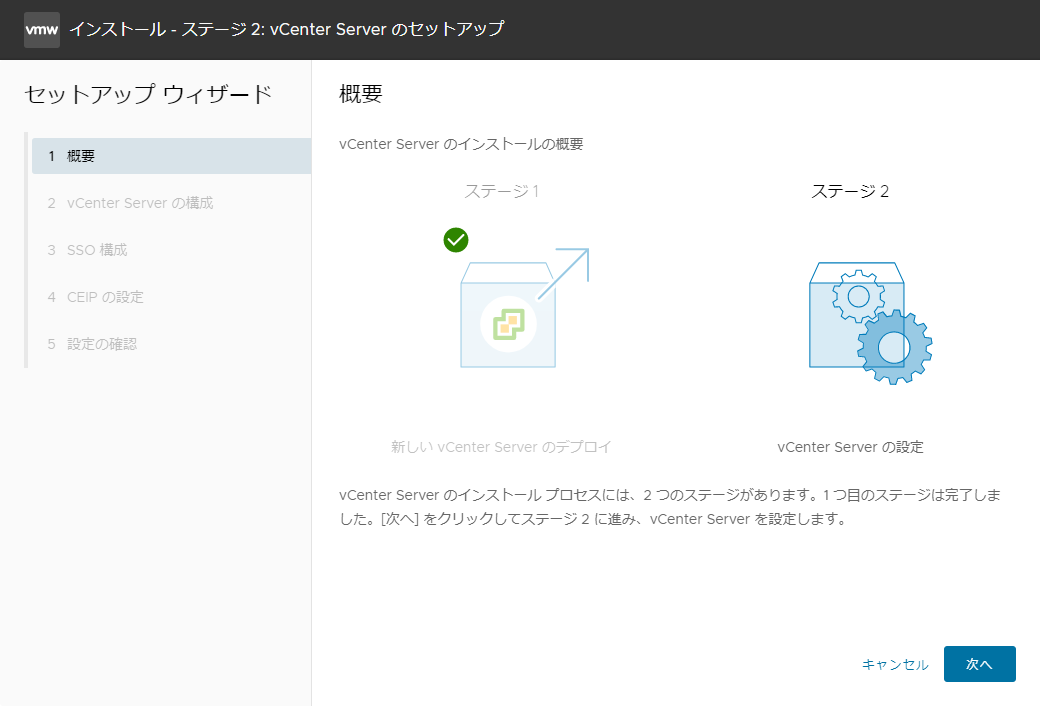 vmw インストール - ステージ 2: vCenter Server のセットアップ
セットアップ ウィザード
1 概要
2 vCenter Server の構成
3 SSO 構成
4 CEIP の設定
5 設定の確認
概要
vCenter Server のインストールの概要
ステージ 1
ステージ 2
新しい vCenter Server のデプロイ
vCenter Server の設定
vCenter Server のインストール プロセスには、2 つのステージがあります。1 つ目のステージは完了しま
した。[次へ] をクリックしてステージ 2 に進み、vCenter Server を設定します。
キャンセル
次へ